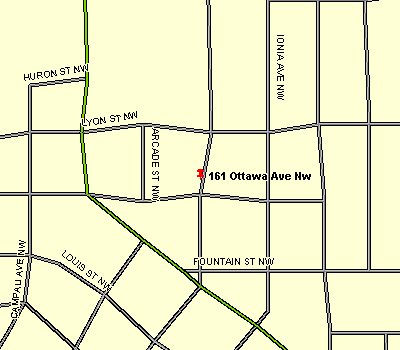 IONIA AVE NW
HURON ST NW
LYON ST NW
ARCADE ST NW
161 Ottawa Ave Nw
CAMPAU AVE NW
LOUIS ST NW
FOUNTAIN ST NW